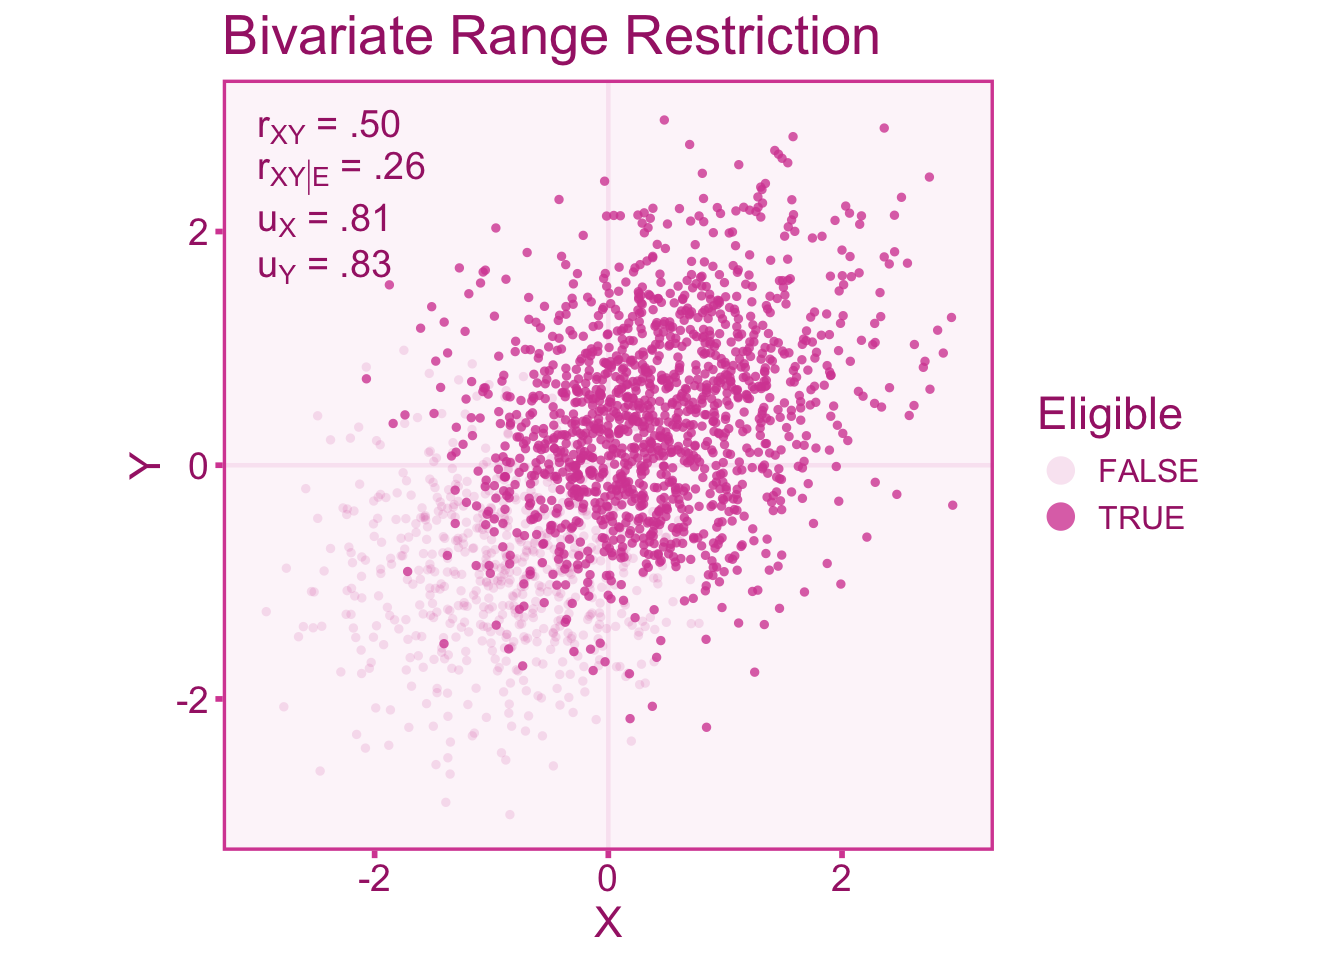 Bivariate Range Restriction
rXY = .50
rXY|E = .26
uX = .81
uY = .83
2
0
-2
Y
-2 0 2
X
Eligible
FALSE
TRUE